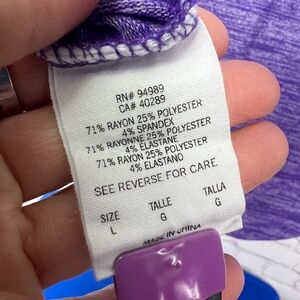 RN# 94989
CA# 40289
71% RAYON 25% POLYESTER
4% SPANDEX
71% RAYONNE 25% POLYESTER
4% ELASTANE
71% RAYON 25% POLYESTER
4% ELASTANO
SEE REVERSE FOR CARE
SIZE TALLE TALLA
L G G
MADE IN CHINA